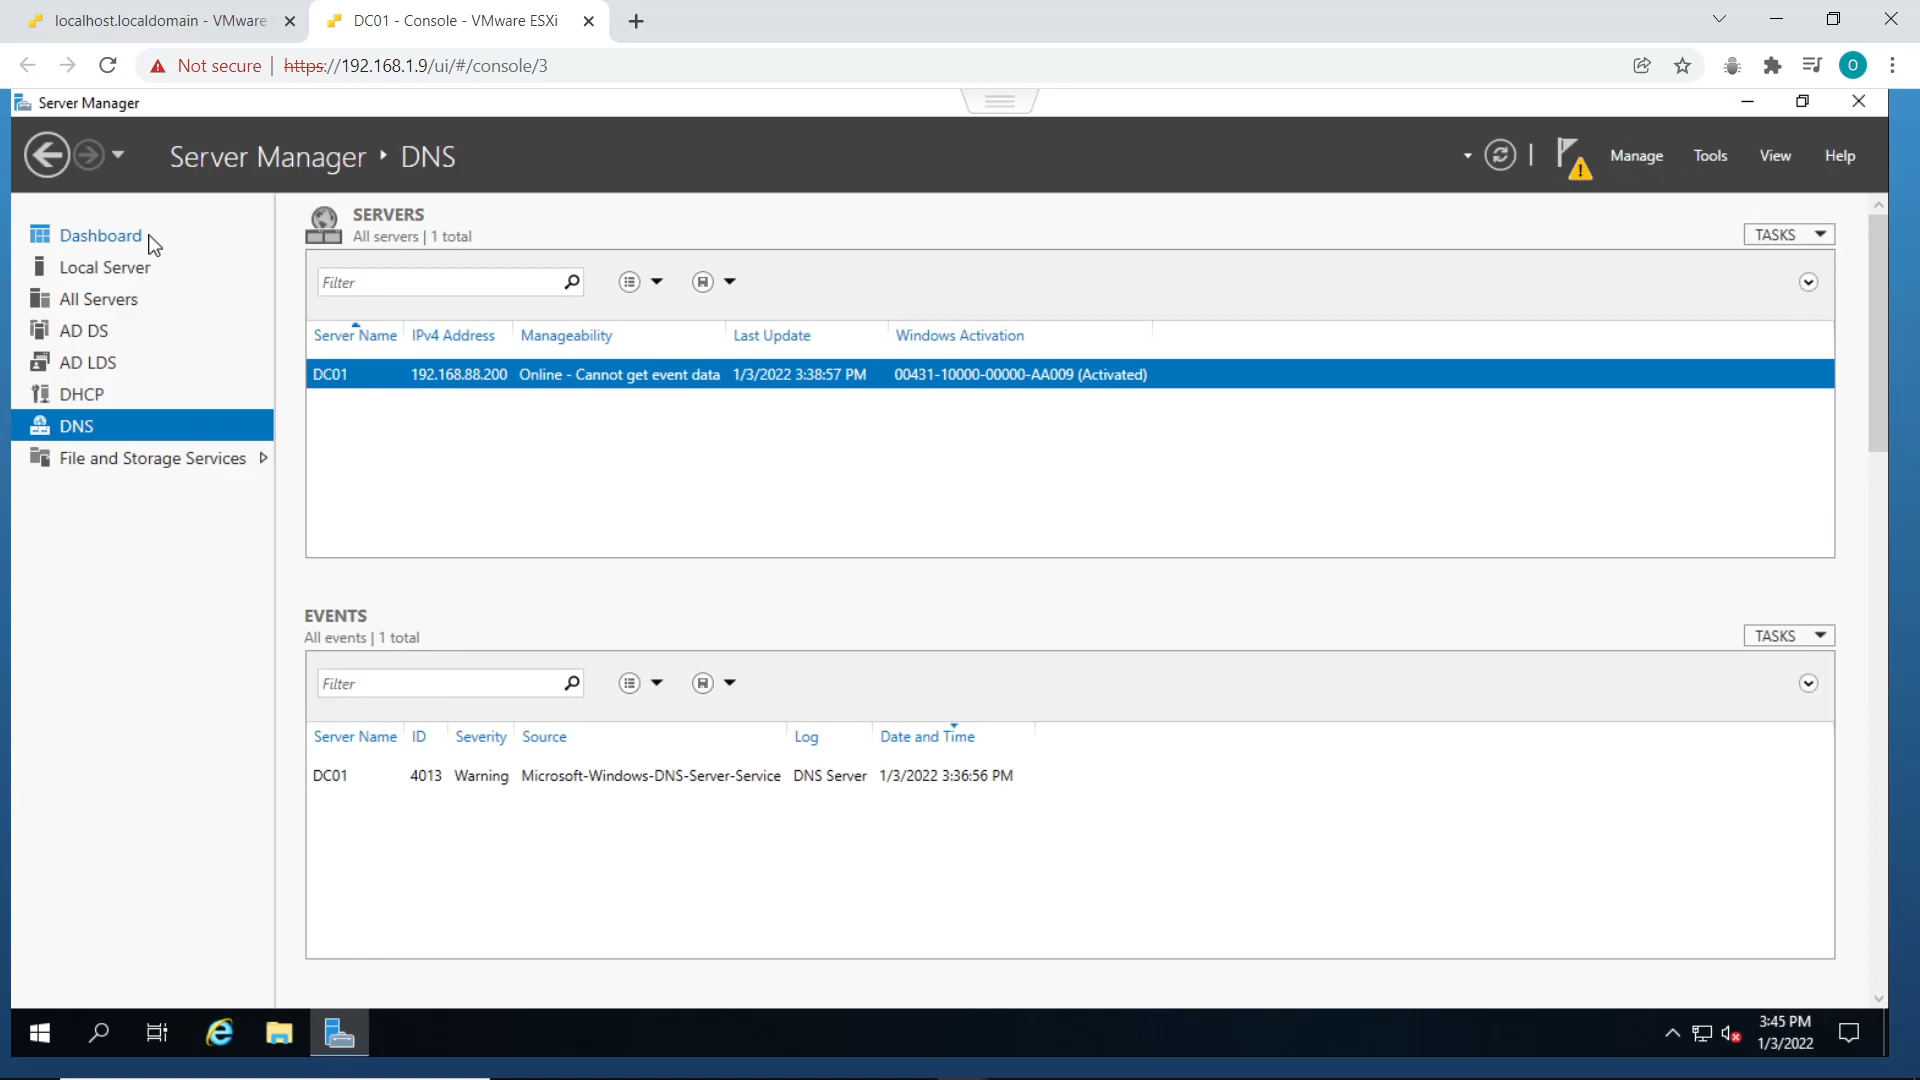 localhost.localdomain - VMware
DC01 - Console - VMware ESXi
Not secure | https://192.168.1.9/ui/#/console/3
O
Server Manager
Server Manager ‣ DNS
Manage Tools View Help
Dashboard
Local Server
All Servers
AD DS
AD LDS
DHCP
DNS
File and Storage Services
SERVERS
All servers | 1 total
TASKS
Filter
Server Name IPv4 Address Manageability Last Update Windows Activation
DC01 192.168.88.200 Online - Cannot get event data 1/3/2022 3:38:57 PM 00431-10000-00000-AA009 (Activated)
EVENTS
All events | 1 total
TASKS
Filter
Server Name ID Severity Source Log Date and Time
DC01 4013 Warning Microsoft-Windows-DNS-Server-Service DNS Server 1/3/2022 3:36:56 PM
3:45 PM
1/3/2022